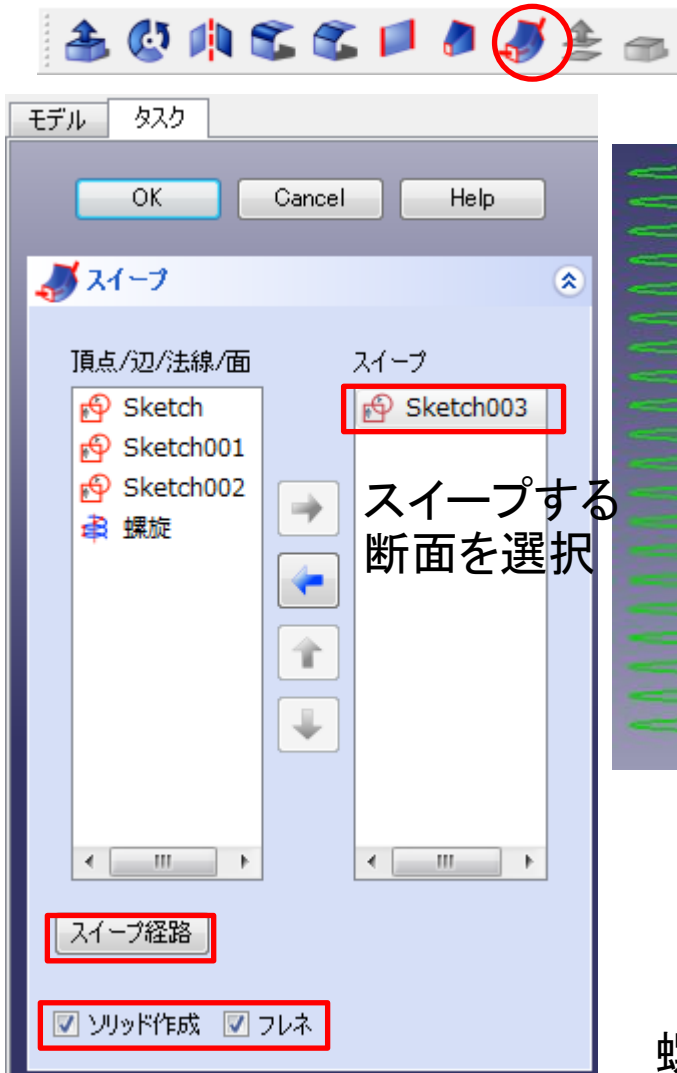 モデル タスク
OK Cancel Help
スイープ
頂点/辺/法線/面 スイープ
Sketch Sketch003
Sketch001
Sketch002
螺旋
スイープする
断面を選択
スイープ経路
ソリッド作成 フレネ